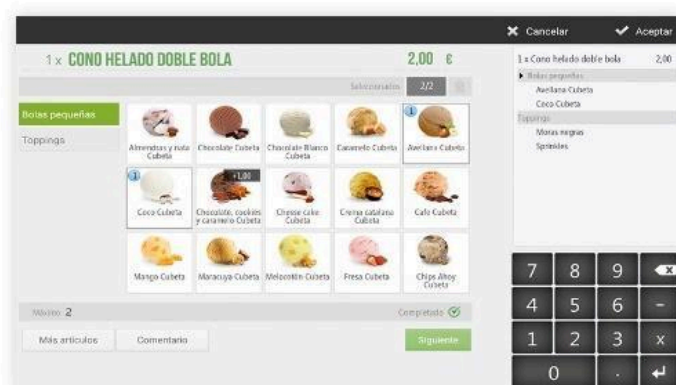 Cancelar
Aceptar
1 x CONO HELADO DOBLE BOLA
2,00 €
Seleccionados 2/2
Bolas pequeñas
Toppings
Almendras y nata Cubeta
Chocolate Cubeta
Chocolate Blanco Cubeta
Caramelo Cubeta
1
Avellana Cubeta
1
Coco Cubeta
+1,00
Chocolate, cookies y caramelo Cubeta
Chesse cake Cubeta
Crema catalana Cubeta
Cafe Cubeta
Mango Cubeta
Maracuya Cubeta
Melocotón Cubeta
Fresa Cubeta
Chips Ahoy Cubeta
Máximo 2
Completado
Más artículos
Comentario
Siguiente
1 x Cono helado doble bola 2,00
Bolas pequeñas
Avellana Cubeta
Coco Cubeta
Toppings
Moras negras
Sprinkles
7 8 9
4 5 6 -
1 2 3 x
0 .